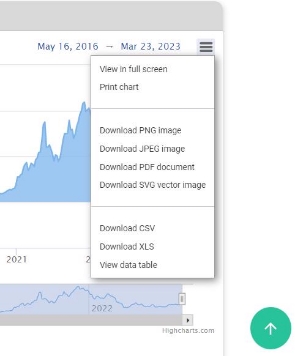 May 16, 2016 → Mar 23, 2023
View in full screen
Print chart
Download PNG image
Download JPEG image
Download PDF document
Download SVG vector image
Download CSV
Download XLS
View data table
2021
2022
Highcharts.com